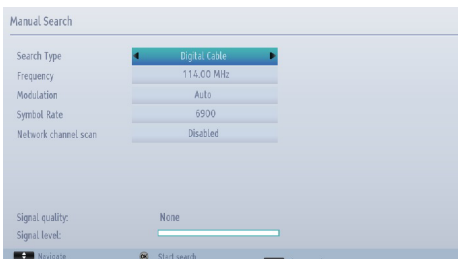 Manual Search
Search Type Digital Cable
Frequency 114.00 MHz
Modulation Auto
Symbol Rate 6900
Network channel scan Disabled
Signal quality: None
Signal level:
Navigate Start search